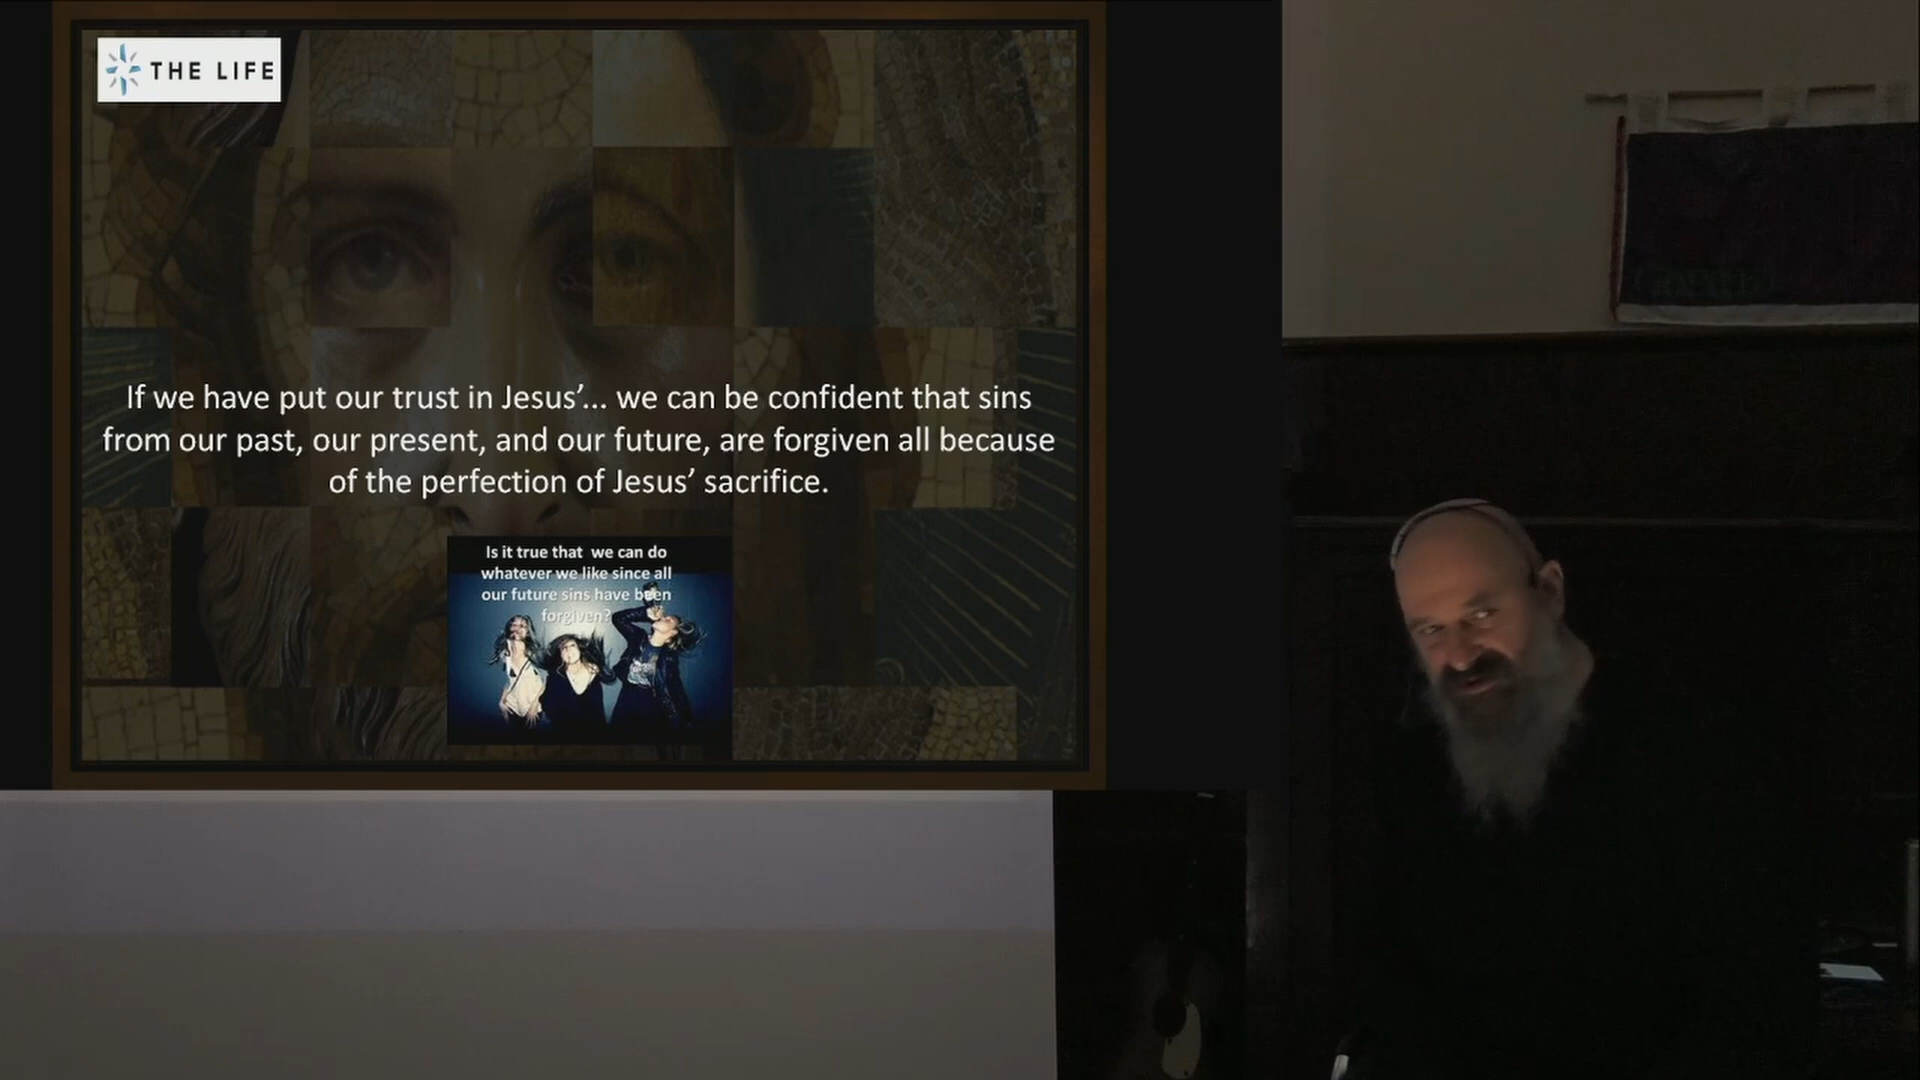 THE LIFE
If we have put our trust in Jesus’... we can be confident that sins
from our past, our present, and our future, are forgiven all because
of the perfection of Jesus’ sacrifice.
Is it true that we can do
whatever we like since all
our future sins have been
forgiven?